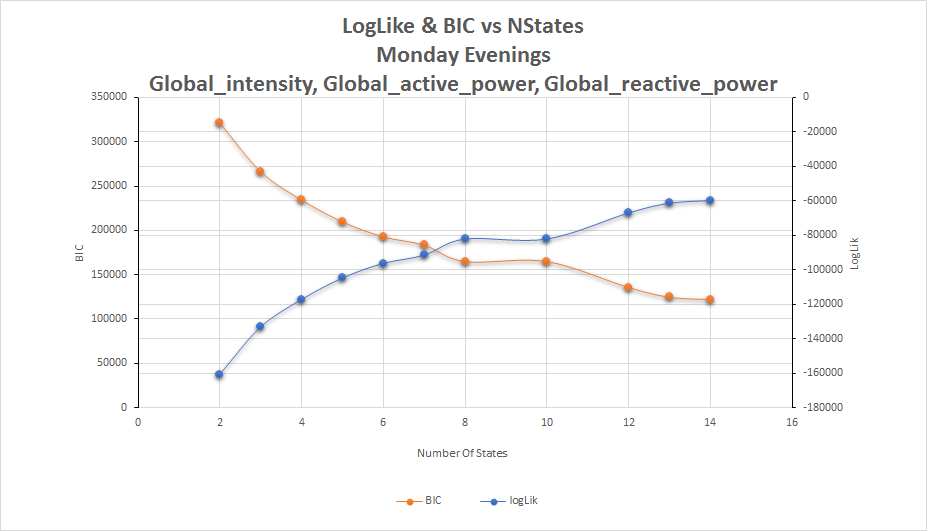 LogLike & BIC vs NStates
Monday Evenings
Global_intensity, Global_active_power, Global_reactive_power
350000
300000
250000
200000
150000
100000
50000
0
BIC
0
-20000
-40000
-60000
-80000
-100000
-120000
-140000
-160000
-180000
LogLik
0 2 4 6 8 10 12 14 16
Number Of States
BIC logLik